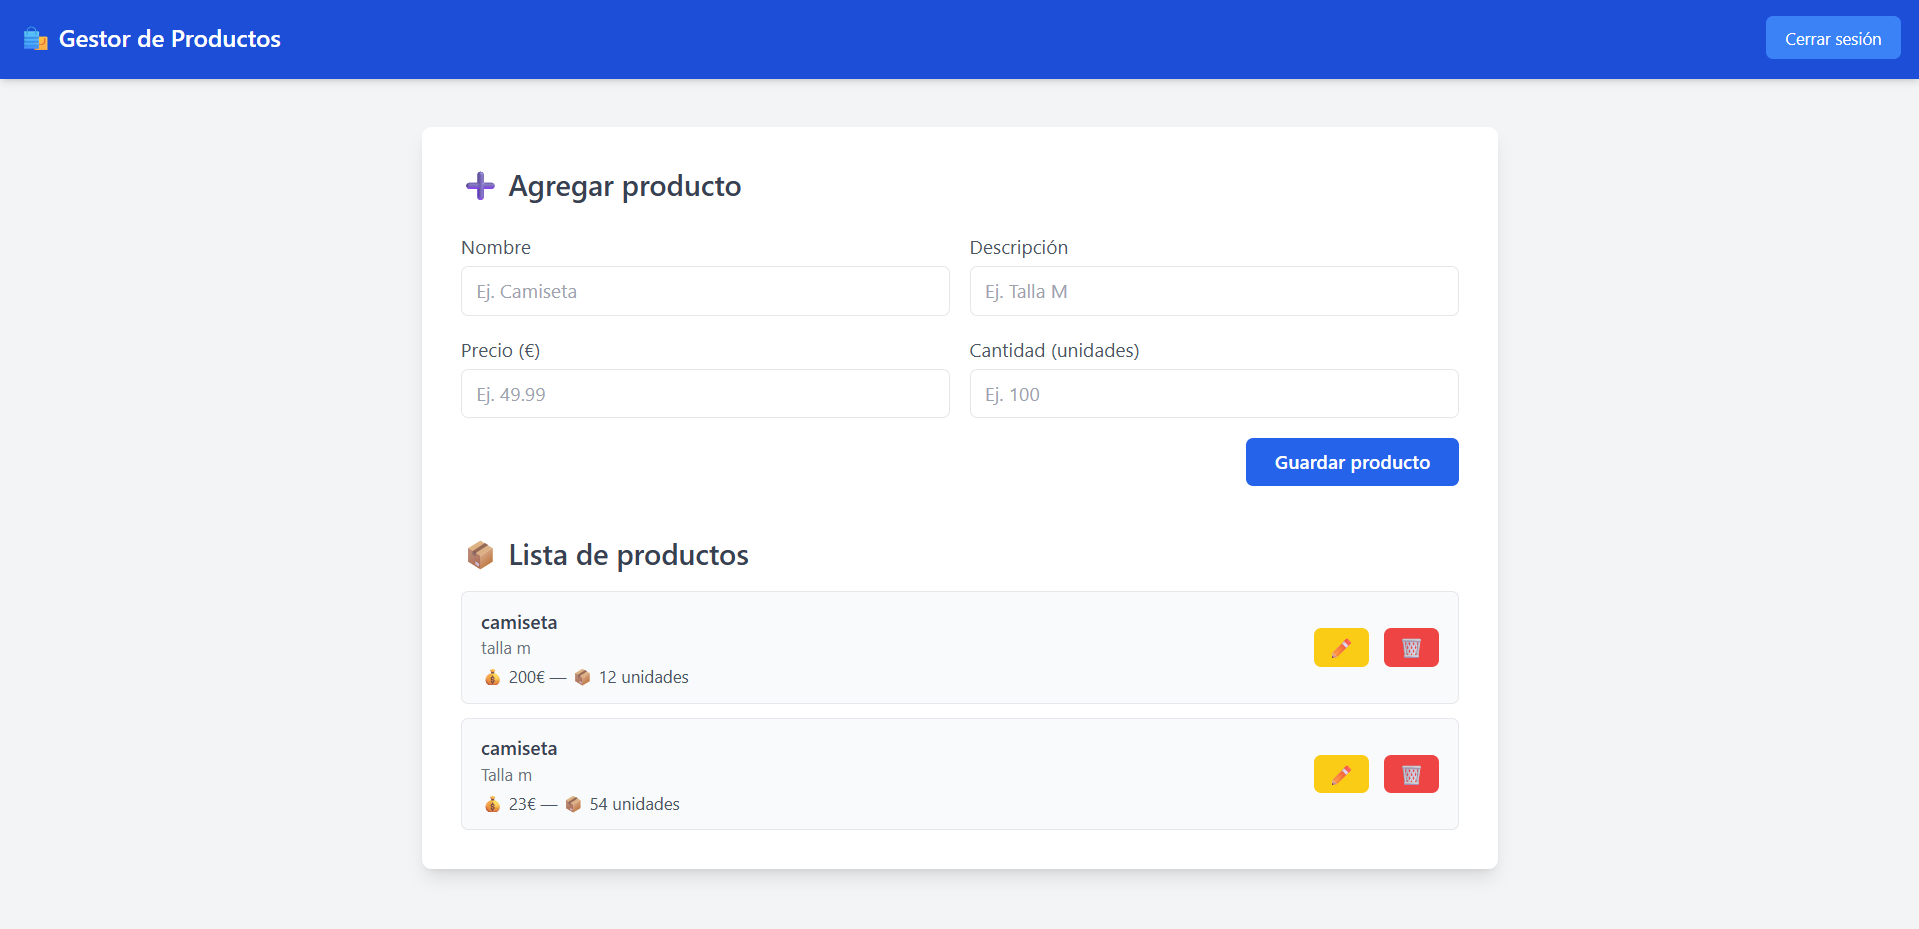 Gestor de Productos
Cerrar sesión
Agregar producto
Nombre
Descripción
Ej. Camiseta
Ej. Talla M
Precio (€)
Cantidad (unidades)
Ej. 49.99
Ej. 100
Guardar producto
Lista de productos
camiseta
talla m
200€ — 12 unidades
camiseta
Talla m
23€ — 54 unidades